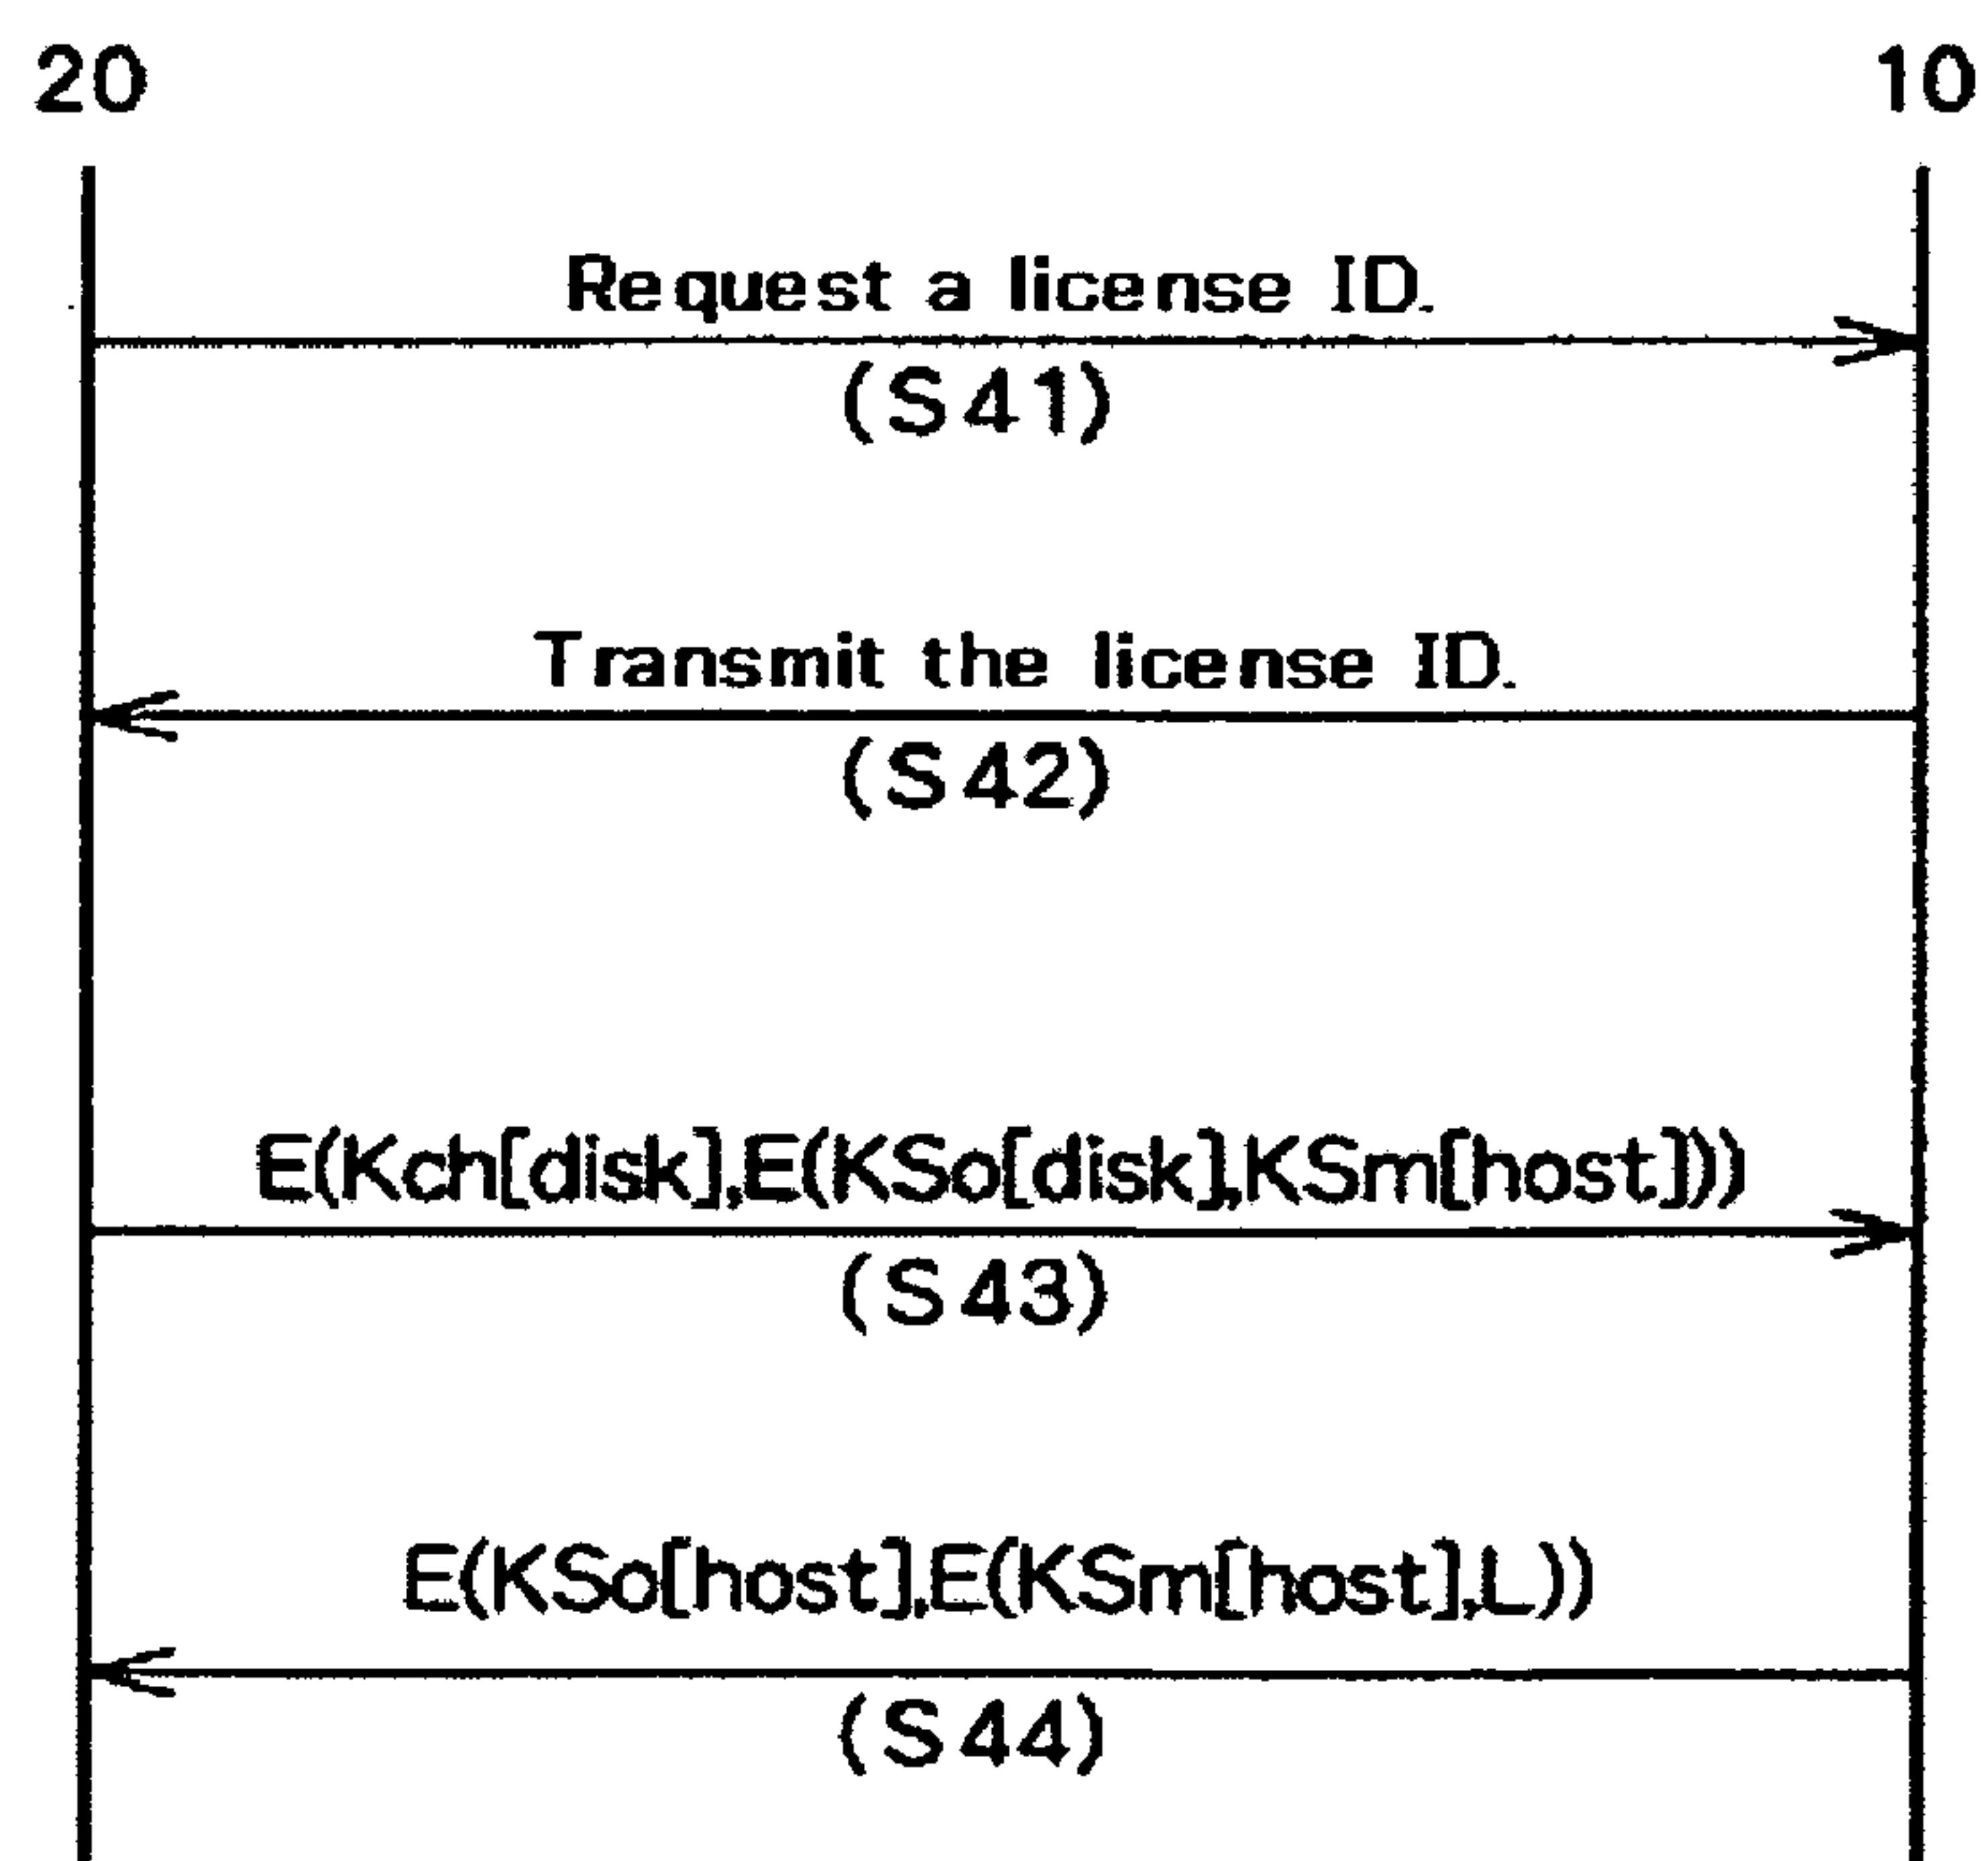 20 10
Request a license ID.
(S41)
Transmit the license ID.
(S42)
E(Kch[disk],E(KSo[disk],KSm[host]))
(S43)
E(KSo[host],E(KSm[host],L))
(S44)